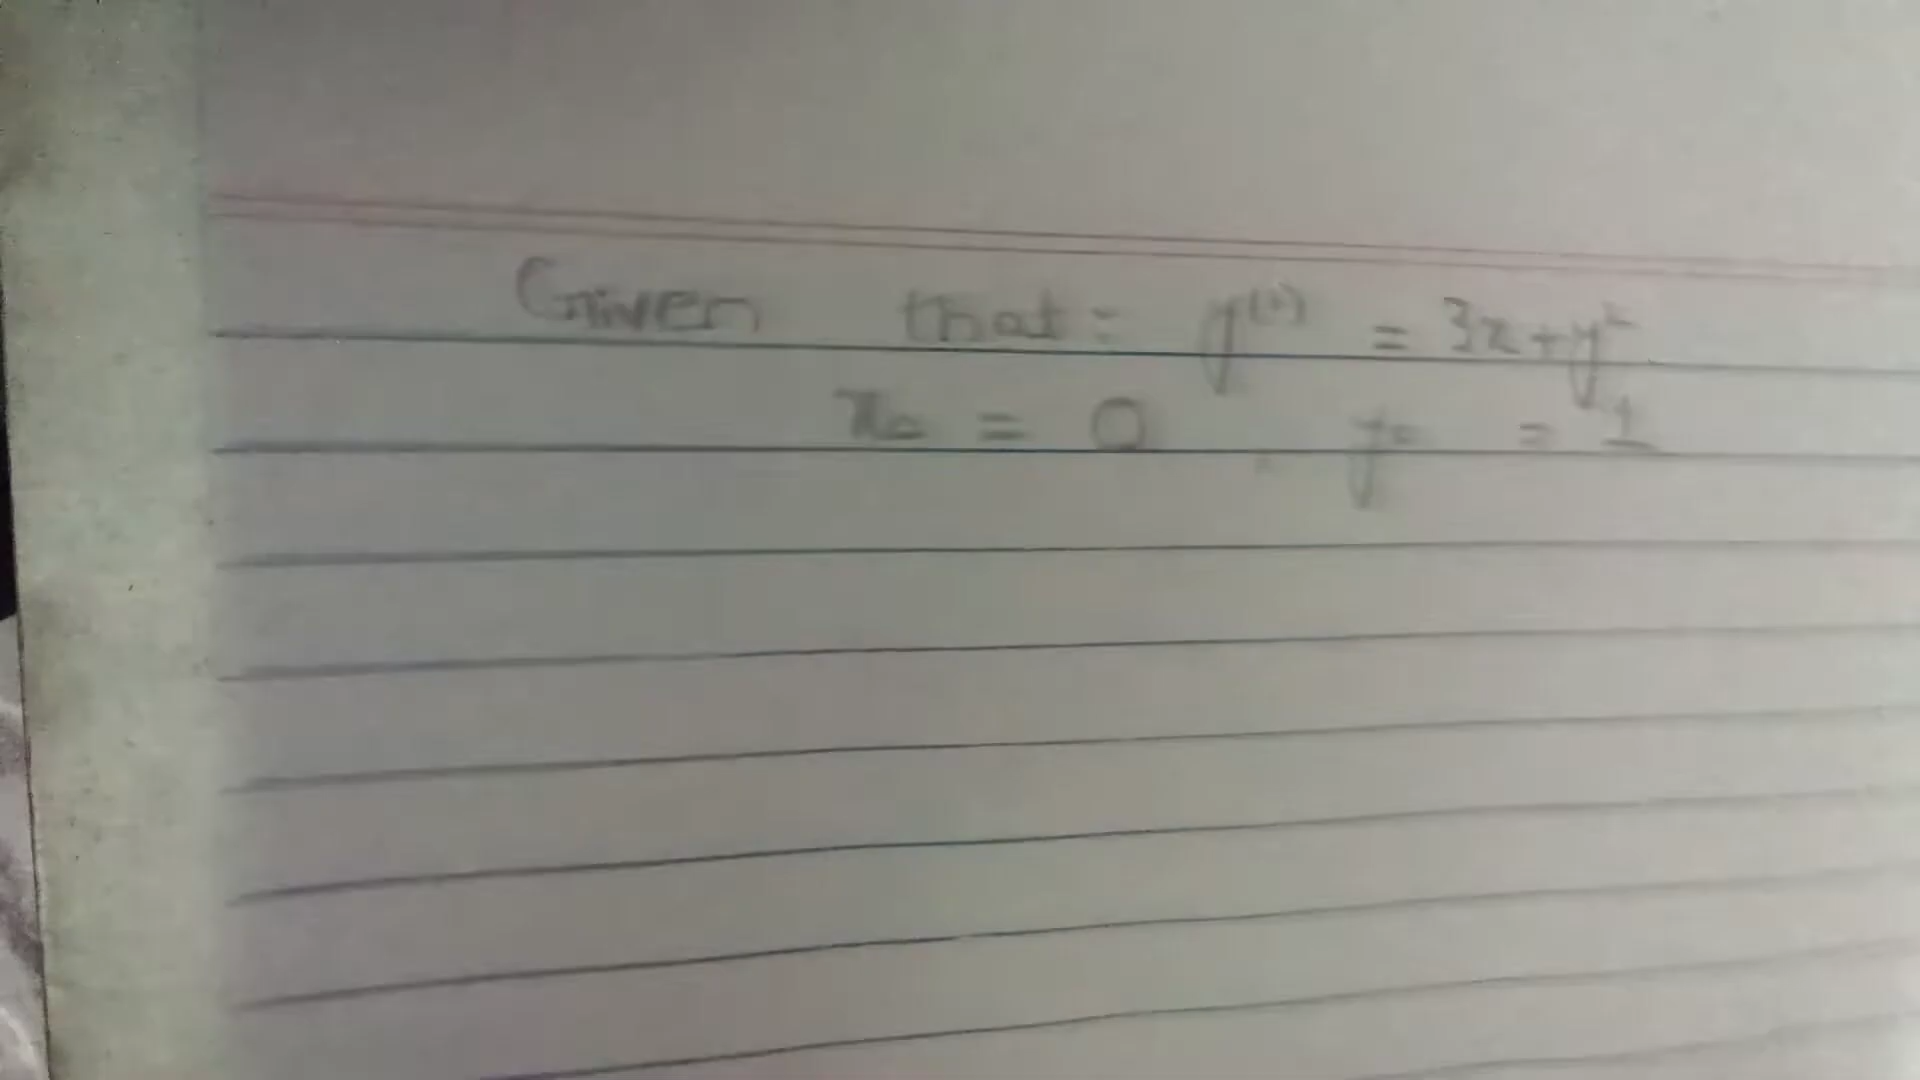 Given that: y⁽¹⁾ = 3x+y²
x₀ = 0, y₀ = 1